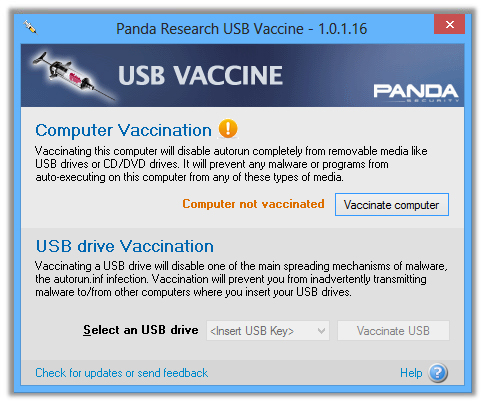 Panda Research USB Vaccine - 1.0.1.16
USB VACCINE
PANDA
SECURITY
Computer Vaccination
Vaccinating this computer will disable autorun completely from removable media like
USB drives or CD/DVD drives. It will prevent any malware or programs from
auto-executing on this computer from any of these types of media.
Computer not vaccinated
Vaccinate computer
USB drive Vaccination
Vaccinating a USB drive will disable one of the main spreading mechanisms of malware,
the autorun.inf infection. Vaccination will prevent you from inadvertently transmitting
malware to/from other computers where you insert your USB drives.
Select an USB drive <Insert USB Key> Vaccinate USB
Check for updates or send feedback
Help ?